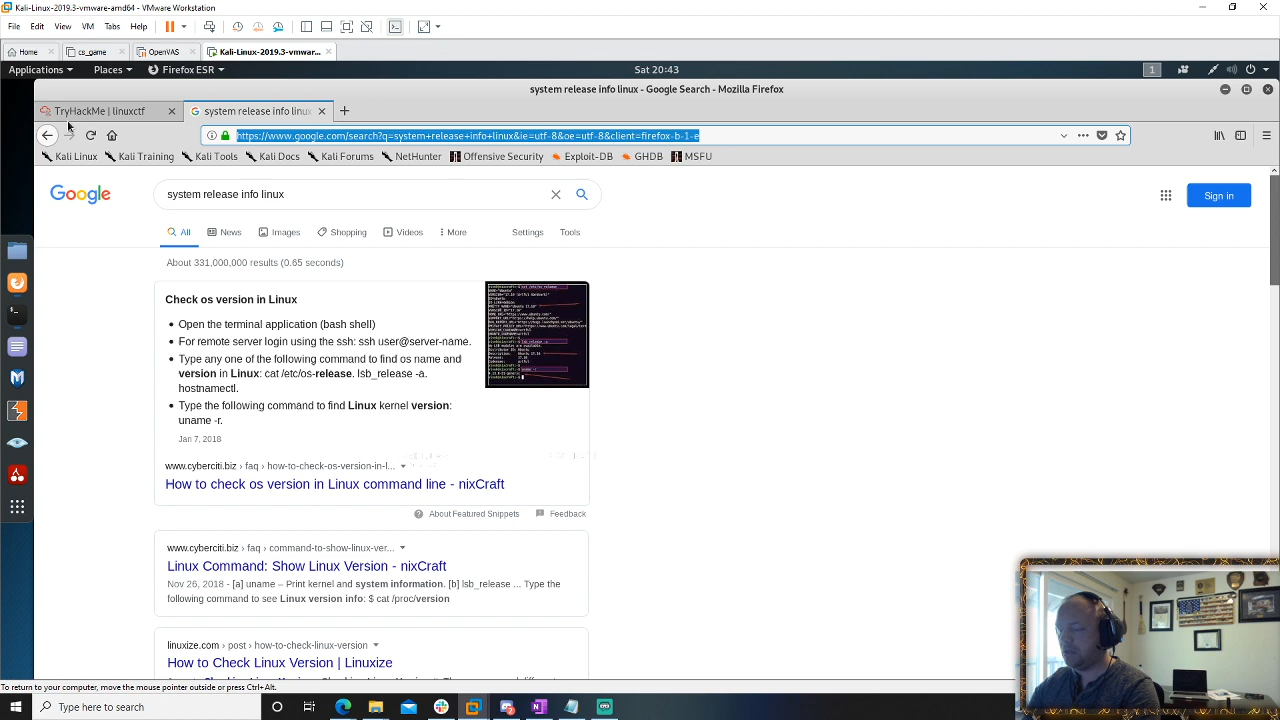 Kali-Linux-2019.3-vmware-amd64 - VMware Workstation
File Edit View VM Tabs Help
Home cs_game OpenVAS Kali-Linux-2019.3-vmwar...
Applications Places Firefox ESR Sat 20:43 1
system release info linux - Google Search - Mozilla Firefox
TryHackMe | linuxctf system release info linux
https://www.google.com/search?q=system+release+info+linux&ie=utf-8&oe=utf-8&client=firefox-b-1-e
Kali Linux Kali Training Kali Tools Kali Docs Kali Forums NetHunter Offensive Security Exploit-DB GHDB MSFU
Google system release info linux Sign in
All News Images Shopping Videos More Settings Tools
About 331,000,000 results (0.65 seconds)
Check os version in Linux
• Open the terminal application (bash shell)
• For remote server login using the ssh: ssh user@server-name.
• Type any one of the following command to find os name and
version in Linux: cat /etc/os-release. lsb_release -a.
hostnamectl.
• Type the following command to find Linux kernel version:
uname -r.
Jan 7, 2018
www.cyberciti.biz › faq › how-to-check-os-version-in-l...
How to check os version in Linux command line - nixCraft
About Featured Snippets Feedback
www.cyberciti.biz › faq › command-to-show-linux-ver...
Linux Command: Show Linux Version - nixCraft
Nov 26, 2018 - [a] uname – Print kernel and system information. [b] lsb_release ... Type the
following command to see Linux version info: $ cat /proc/version
linuxize.com › post › how-to-check-linux-version
How to Check Linux Version | Linuxize
To return to your computer, move the mouse pointer outside or press Ctrl+Alt.
Type here to search